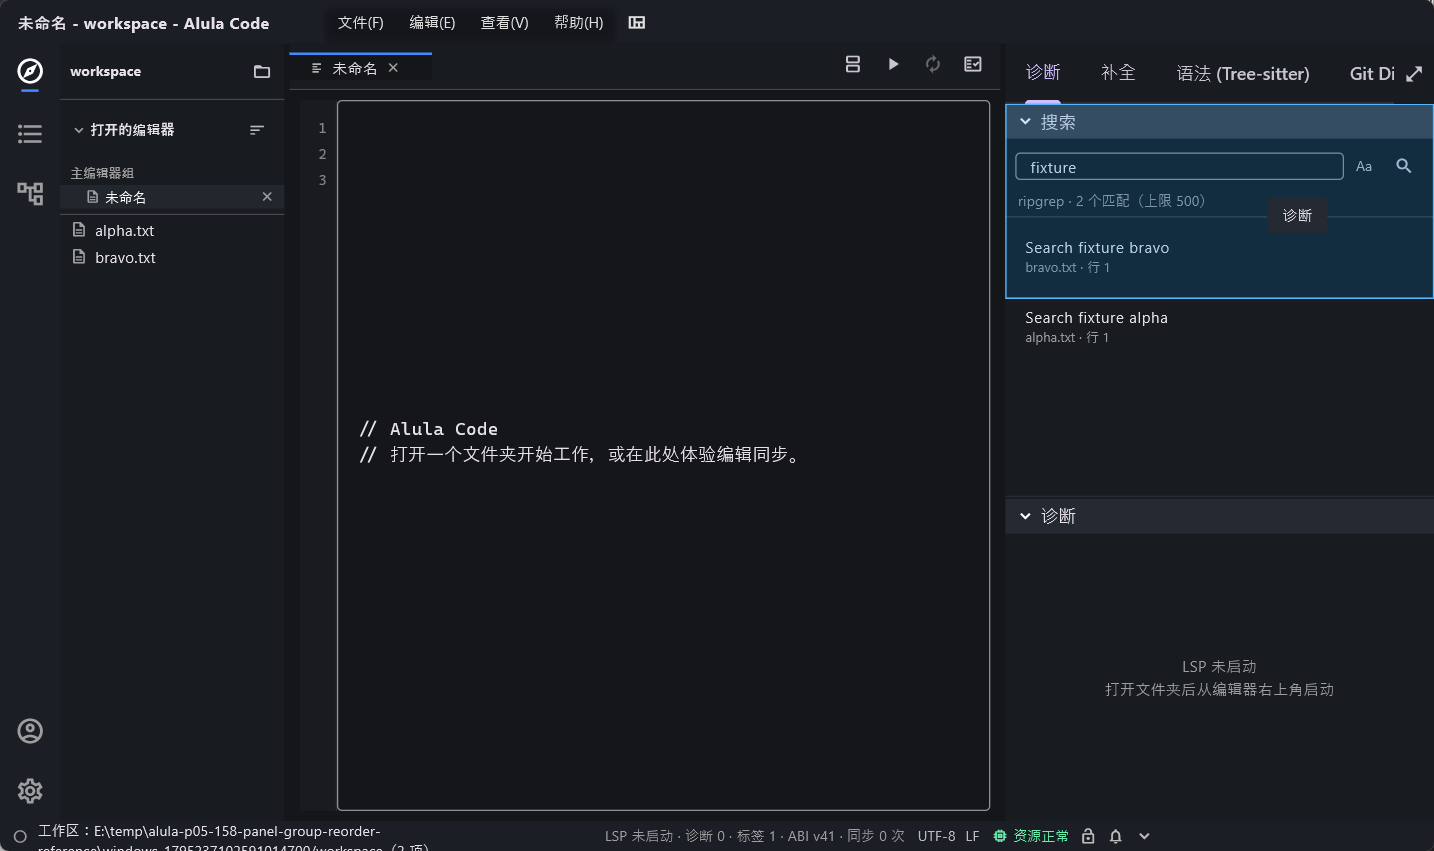 未命名 - workspace - Alula Code
文件(F) 编辑(E) 查看(V) 帮助(H)
workspace
打开的编辑器
主编辑器组
未命名
alpha.txt
bravo.txt
未命名
1
2
3
// Alula Code
// 打开一个文件夹开始工作, 或在此处体验编辑同步。
诊断 补全 语法 (Tree-sitter) Git Di
搜索
fixture
Aa
ripgrep · 2 个匹配（上限 500）
诊断
Search fixture bravo
bravo.txt · 行 1
Search fixture alpha
alpha.txt · 行 1
诊断
LSP 未启动
打开文件夹后从编辑器右上角启动
工作区：E:\temp\alula-p05-158-panel-group-reorder-
reference\windows-1795237102591014700/workspace（2 项）
LSP 未启动 · 诊断 0 · 标签 1 · ABI v41 · 同步 0 次 UTF-8 LF 资源正常